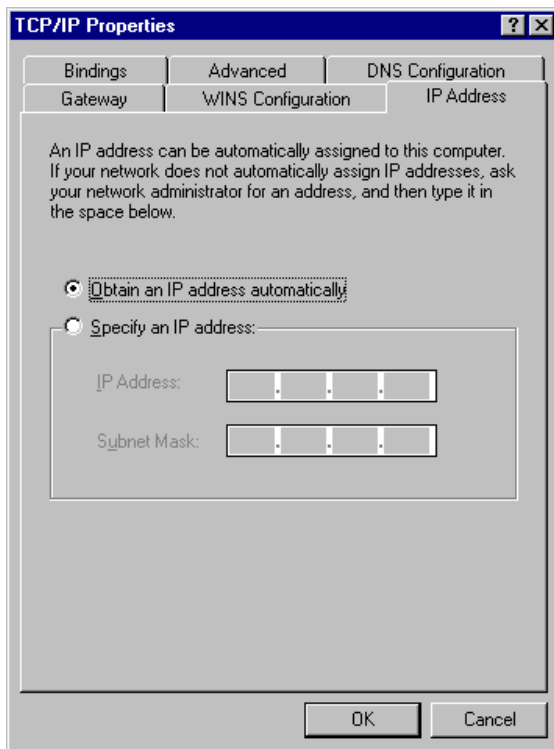 TCP/IP Properties
? ×
Bindings
Advanced
DNS Configuration
Gateway
WINS Configuration
IP Address
An IP address can be automatically assigned to this computer.
If your network does not automatically assign IP addresses, ask
your network administrator for an address, and then type it in
the space below.
Obtain an IP address automatically
Specify an IP address:
IP Address:
. . .
Subnet Mask:
. . .
OK
Cancel